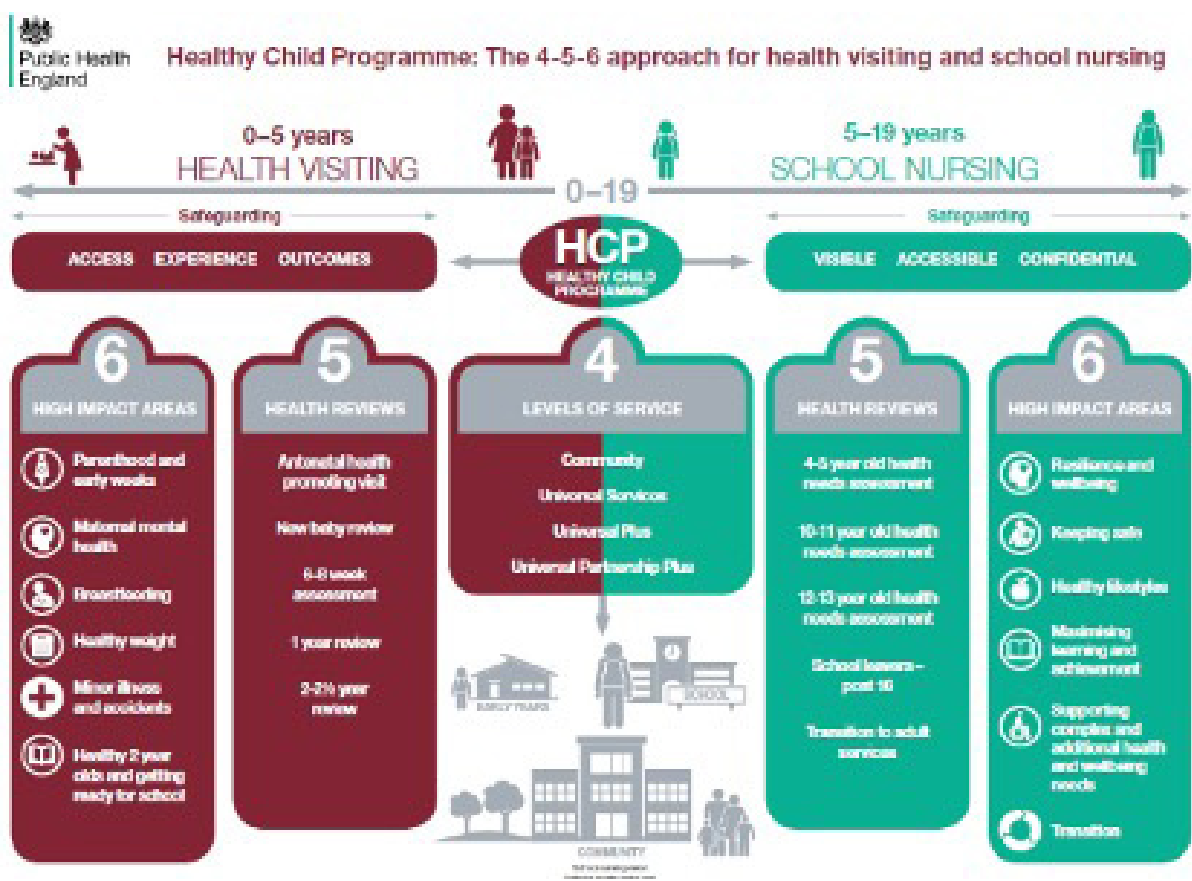 Public Health
England
Healthy Child Programme: The 4-5-6 approach for health visiting and school nursing
0–5 years
HEALTH VISITING
5–19 years
SCHOOL NURSING
0–19
Safeguarding
Safeguarding
ACCESS EXPERIENCE OUTCOMES
HCP
HEALTHY CHILD
PROGRAMME
VISIBLE ACCESSIBLE CONFIDENTIAL
6
HIGH IMPACT AREAS
Parenthood and
early weeks
Maternal mental
health
Breastfeeding
Healthy weight
Minor illness
and accidents
Healthy 2 year
olds and getting
ready for school
5
HEALTH REVIEWS
Antenatal health
promoting visit
New baby review
6-8 week
assessment
1 year review
2-2½ year
review
4
LEVELS OF SERVICE
Community
Universal Services
Universal Plus
Universal Partnership Plus
EARLY YEARS
SCHOOL
COMMUNITY
5
HEALTH REVIEWS
4-5 year old health
needs assessment
10-11 year old health
needs assessment
12-13 year old health
needs assessment
School leavers –
post 16
Transition to adult
services
6
HIGH IMPACT AREAS
Resilience and
wellbeing
Keeping safe
Healthy lifestyles
Maximising
learning and
achievement
Supporting
complex and
additional health
and wellbeing
needs
Transition